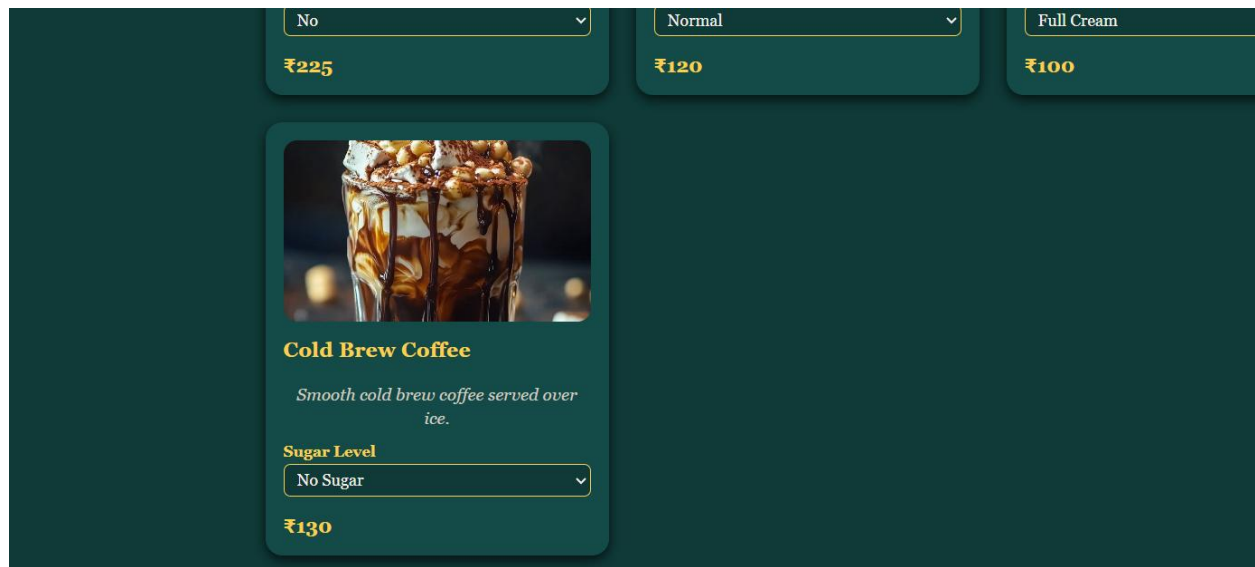 No
Normal
Full Cream
₹225
₹120
₹100
Cold Brew Coffee
Smooth cold brew coffee served over
ice.
Sugar Level
No Sugar
₹130